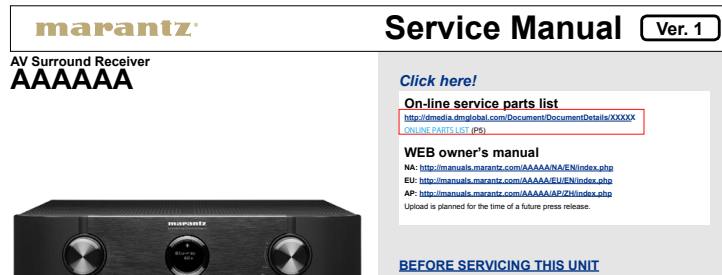 marantz
Service Manual
Ver. 1
AV Surround Receiver
AAAAAA
Click here!
On-line service parts list
http://dmedia.dmglobal.com/Document/DocumentDetails/XXXXX
ONLINE PARTS LIST (P5)
WEB owner's manual
NA: http://manuals.marantz.com/AAAAA/NA/EN/index.php
EU: http://manuals.marantz.com/AAAAA/EU/EN/index.php
AP: http://manuals.marantz.com/AAAAA/AP/ZH/index.php
Upload is planned for the time of a future press release.
marantz
BEFORE SERVICING THIS UNIT